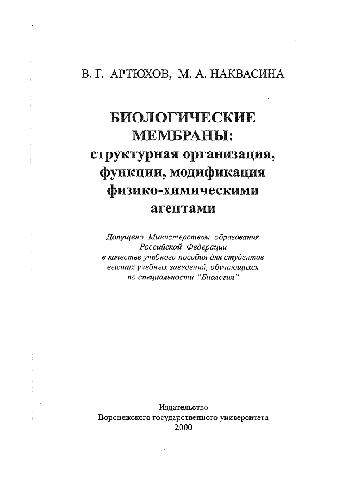 В. Г. АРТЮХОВ, М. А. НАКВАСИНА
БИОЛОГИЧЕСКИЕ
МЕМБРАНЫ:
структурная организация,
функции, модификация
физико-химическими
агентами
Допущено Министерством образования
Российской Федерации
в качестве учебного пособия для студентов
высших учебных заведений, обучающихся
по специальности "Биология"
Издательство
Воронежского государственного университета
2000